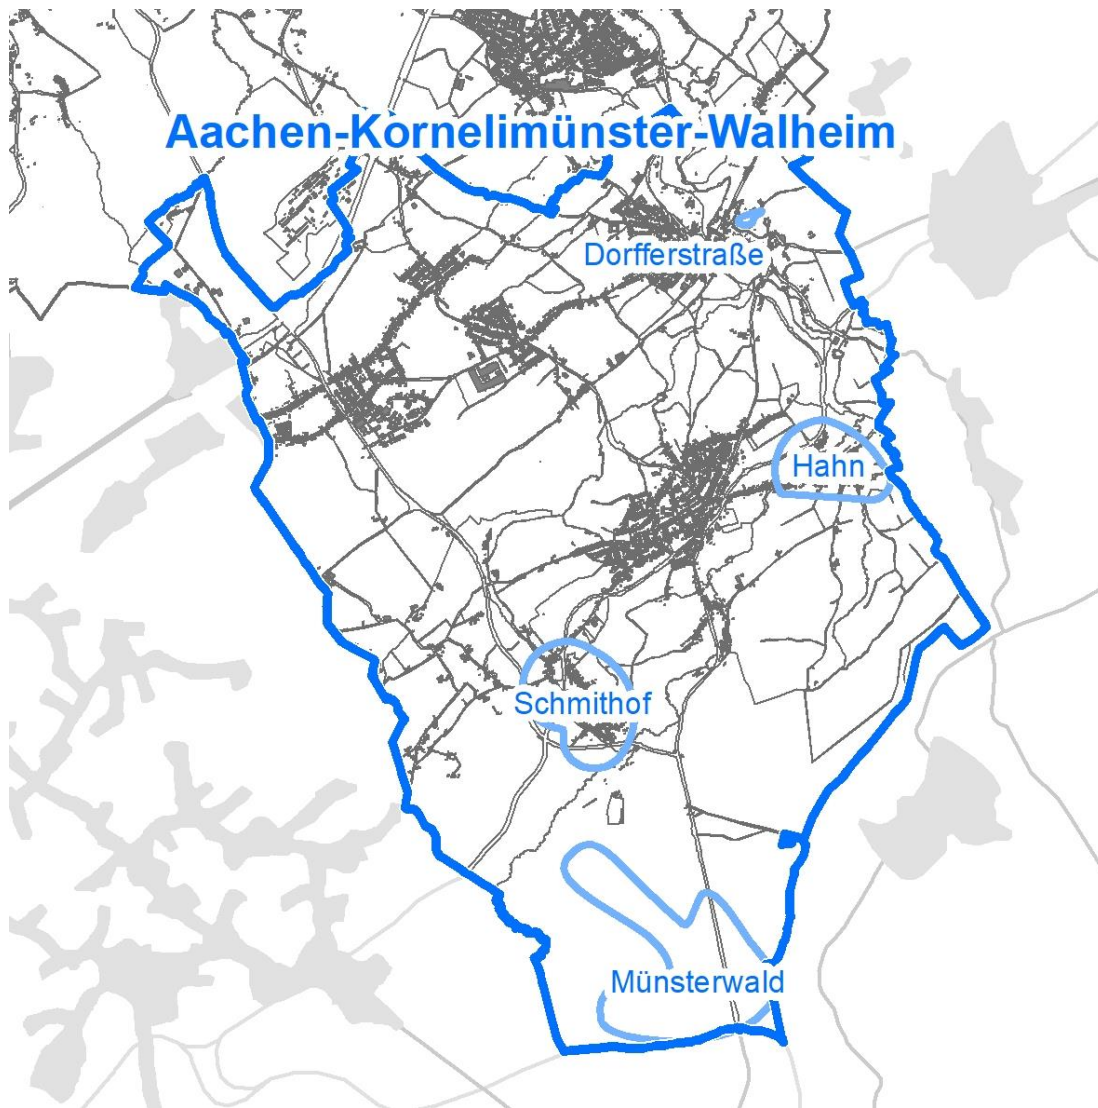 Aachen-Kornelimünster-Walheim
Dorfferstraße
Hahn
Schmithof
Münsterwald